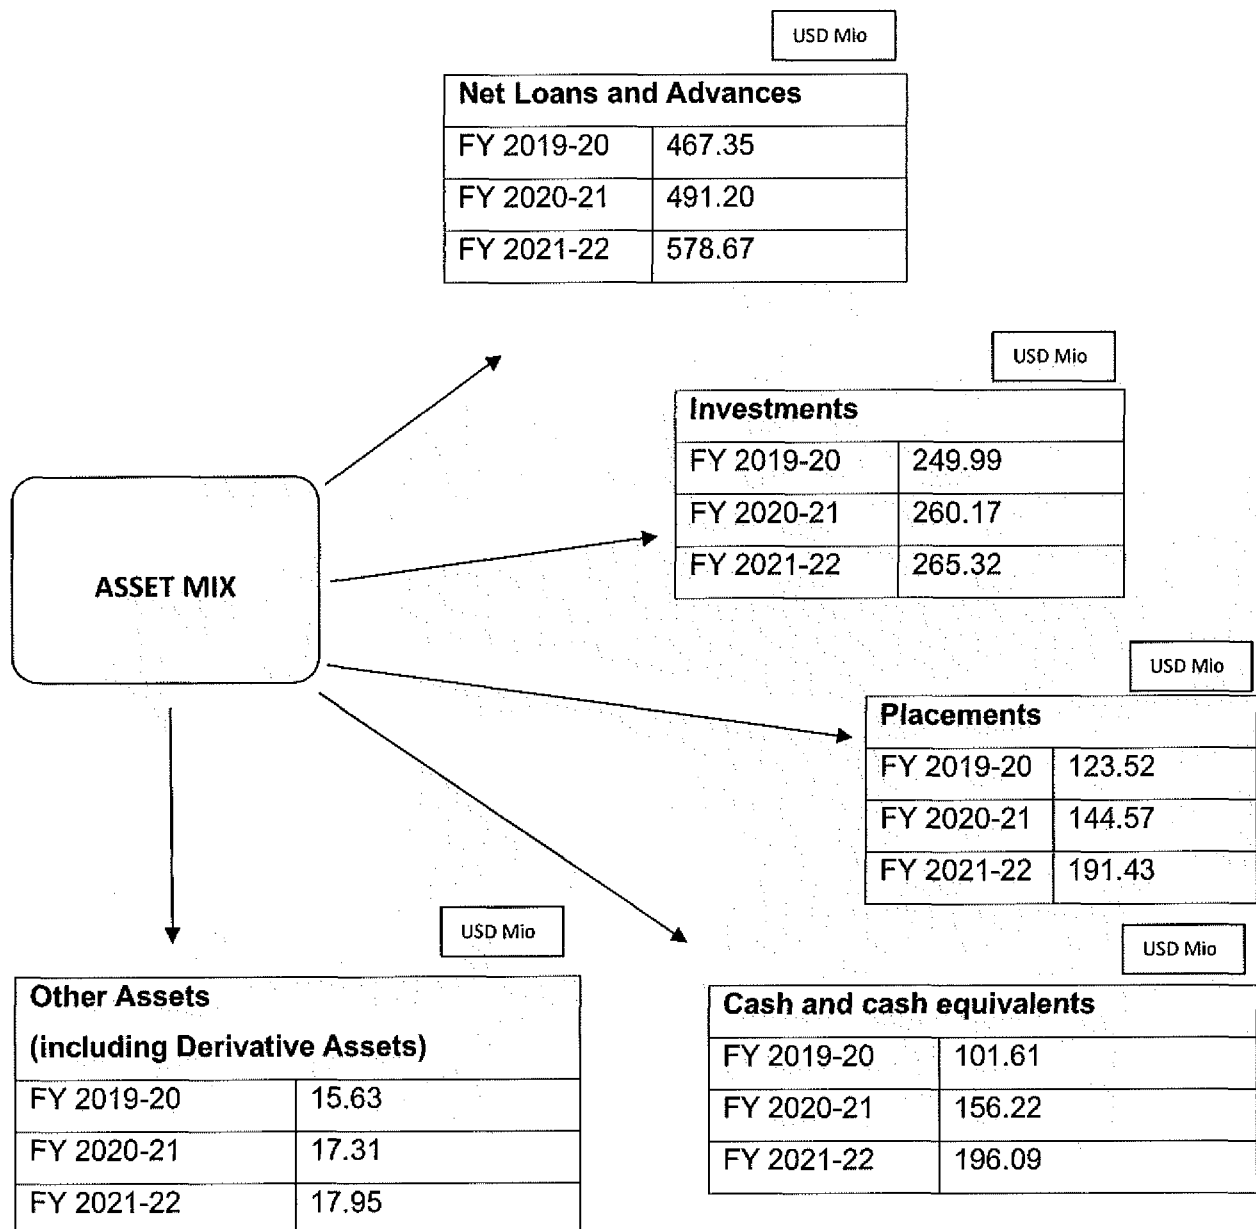 USD Mio
Net Loans and Advances
FY 2019-20 467.35
FY 2020-21 491.20
FY 2021-22 578.67
USD Mio
Investments
FY 2019-20 249.99
FY 2020-21 260.17
FY 2021-22 265.32
ASSET MIX
USD Mio
Placements
FY 2019-20 123.52
FY 2020-21 144.57
FY 2021-22 191.43
USD Mio
Other Assets
(including Derivative Assets)
FY 2019-20 15.63
FY 2020-21 17.31
FY 2021-22 17.95
USD Mio
Cash and cash equivalents
FY 2019-20 101.61
FY 2020-21 156.22
FY 2021-22 196.09